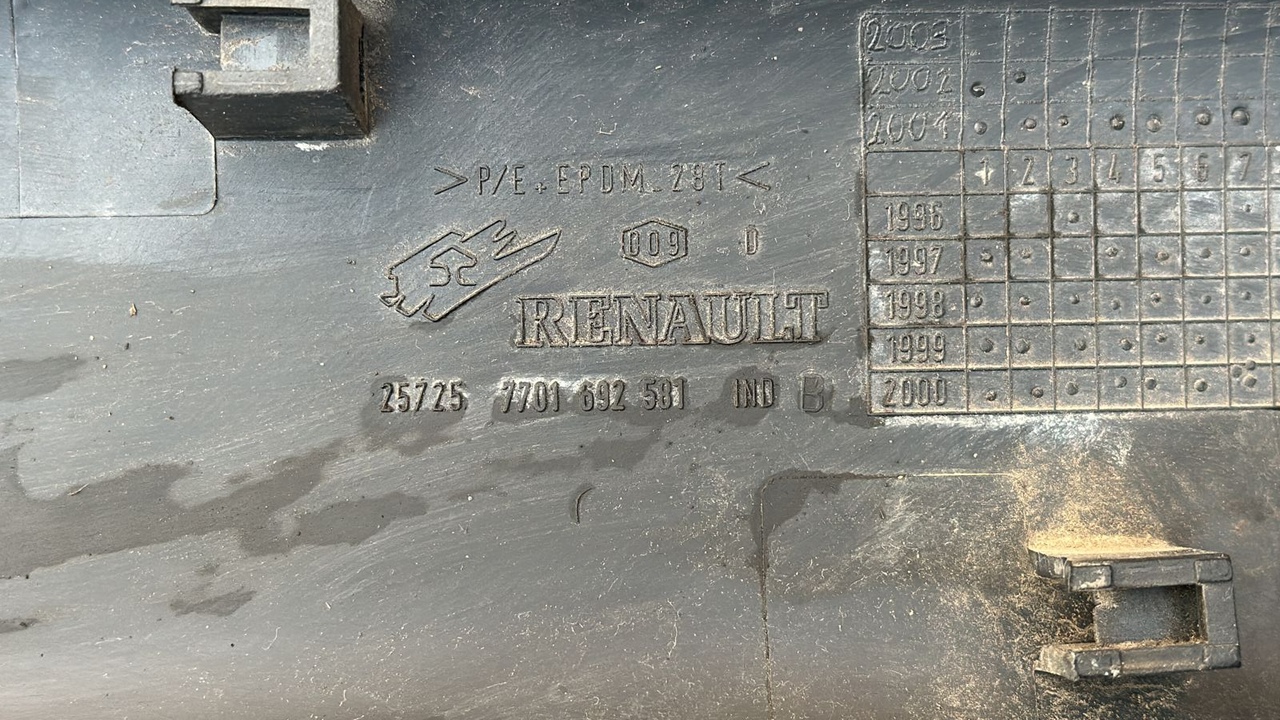 2003
2002
2001
>P/E+EPDM-28T<
1 2 3 4 5 6 7
1996
SC
009 D
1997
RENAULT
1998
1999
25725 7701 692 581 IND B
2000